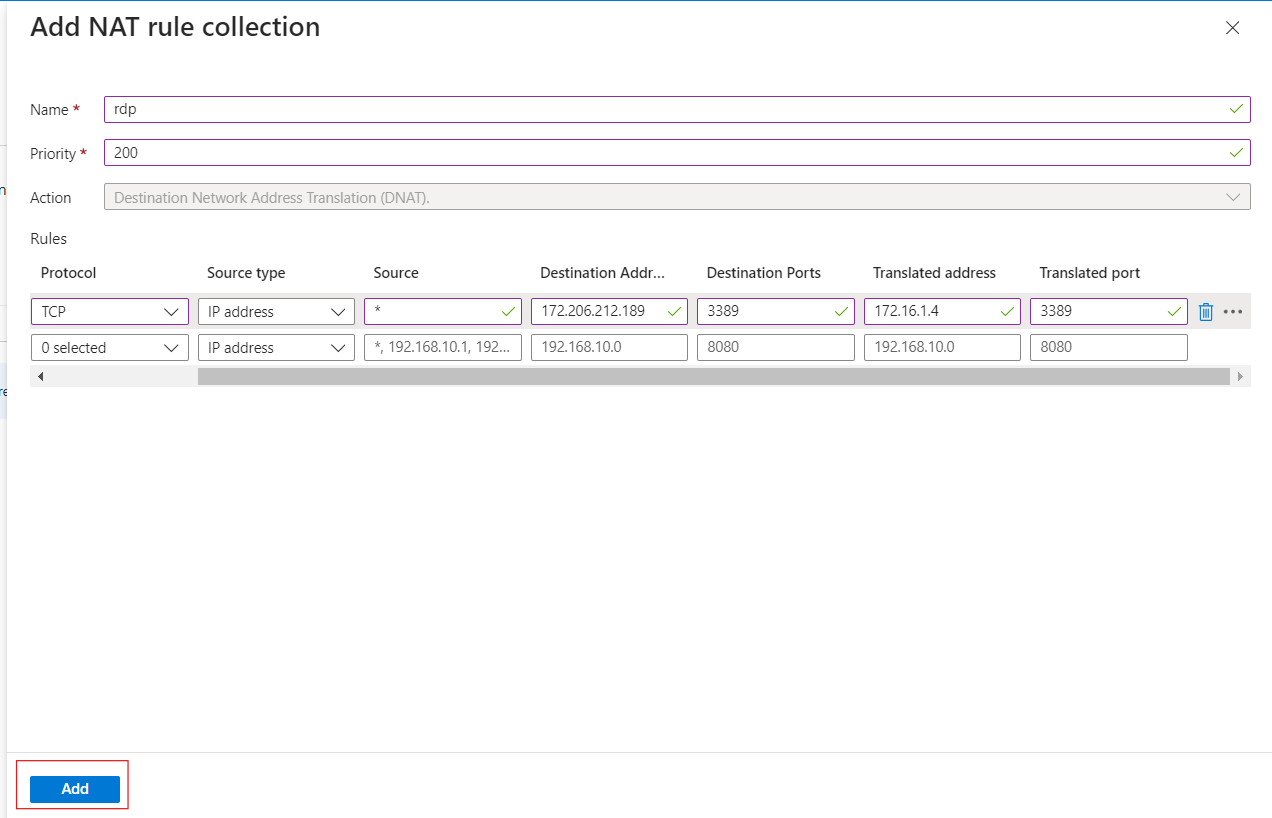 Add NAT rule collection
Name *
rdp
Priority *
200
Action
Destination Network Address Translation (DNAT).
Rules
Protocol Source type Source Destination Addr... Destination Ports Translated address Translated port
TCP IP address * 172.206.212.189 3389 172.16.1.4 3389
0 selected IP address *, 192.168.10.1, 192... 192.168.10.0 8080 192.168.10.0 8080
Add